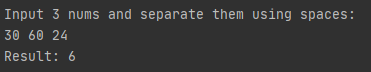 Input 3 nums and separate them using spaces:
30 60 24
Result: 6